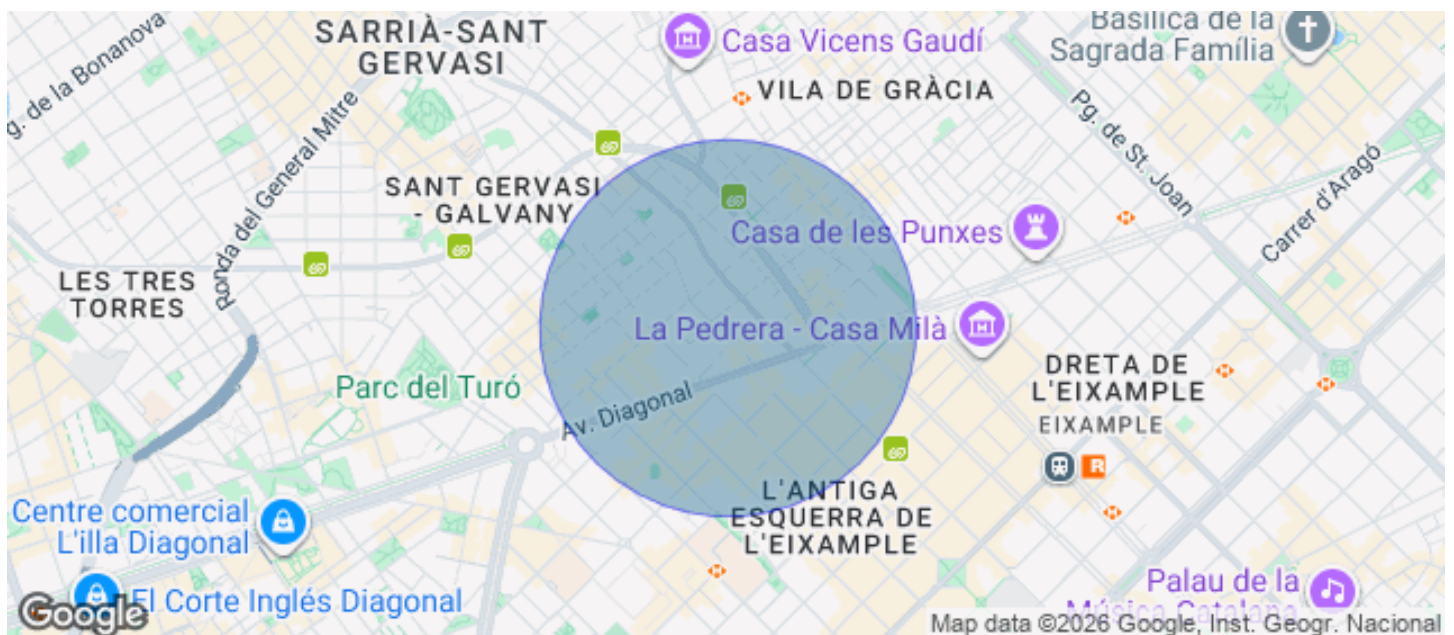 SARRIÀ-SANT
GERVASI
Casa Vicens Gaudí
Basílica de la
Sagrada Família
g. de la Bonanova
VILA DE GRÀCIA
Ronda del General Mitre
Pg. de St. Joan
Carrer d'Aragó
SANT GERVASI
- GALVANY
Casa de les Punxes
LES TRES
TORRES
La Pedrera - Casa Milà
Parc del Turó
Av. Diagonal
DRETA DE
L'EIXAMPLE
EIXAMPLE
R
L'ANTIGA
ESQUERRA DE
L'EIXAMPLE
Centre comercial
L'illa Diagonal
El Corte Inglés Diagonal
Palau de la
Música Catalana
Google
Map data ©2026 Google, Inst. Geogr. Nacional